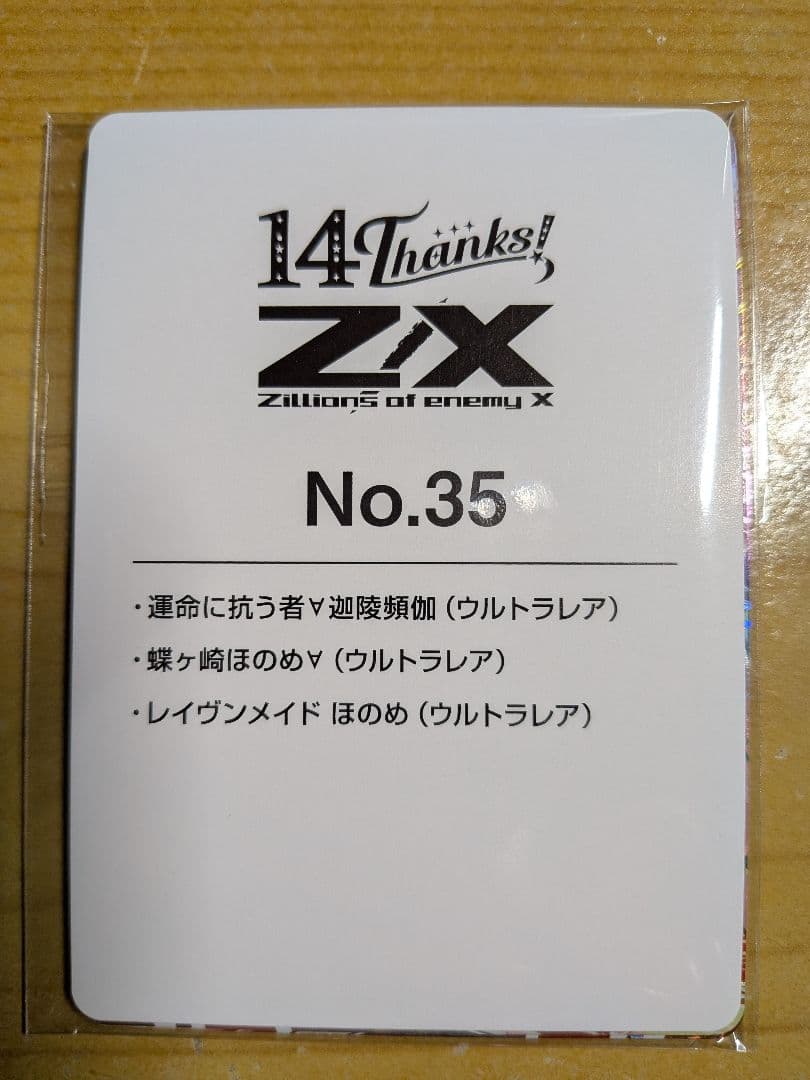 14 Thanks!
Z/X
Zillions of enemy X
No.35
・運命に抗う者∀迦陵頻伽（ウルトラレア）
・蝶ヶ崎ほのめ∀（ウルトラレア）
・レイヴンメイド ほのめ（ウルトラレア）